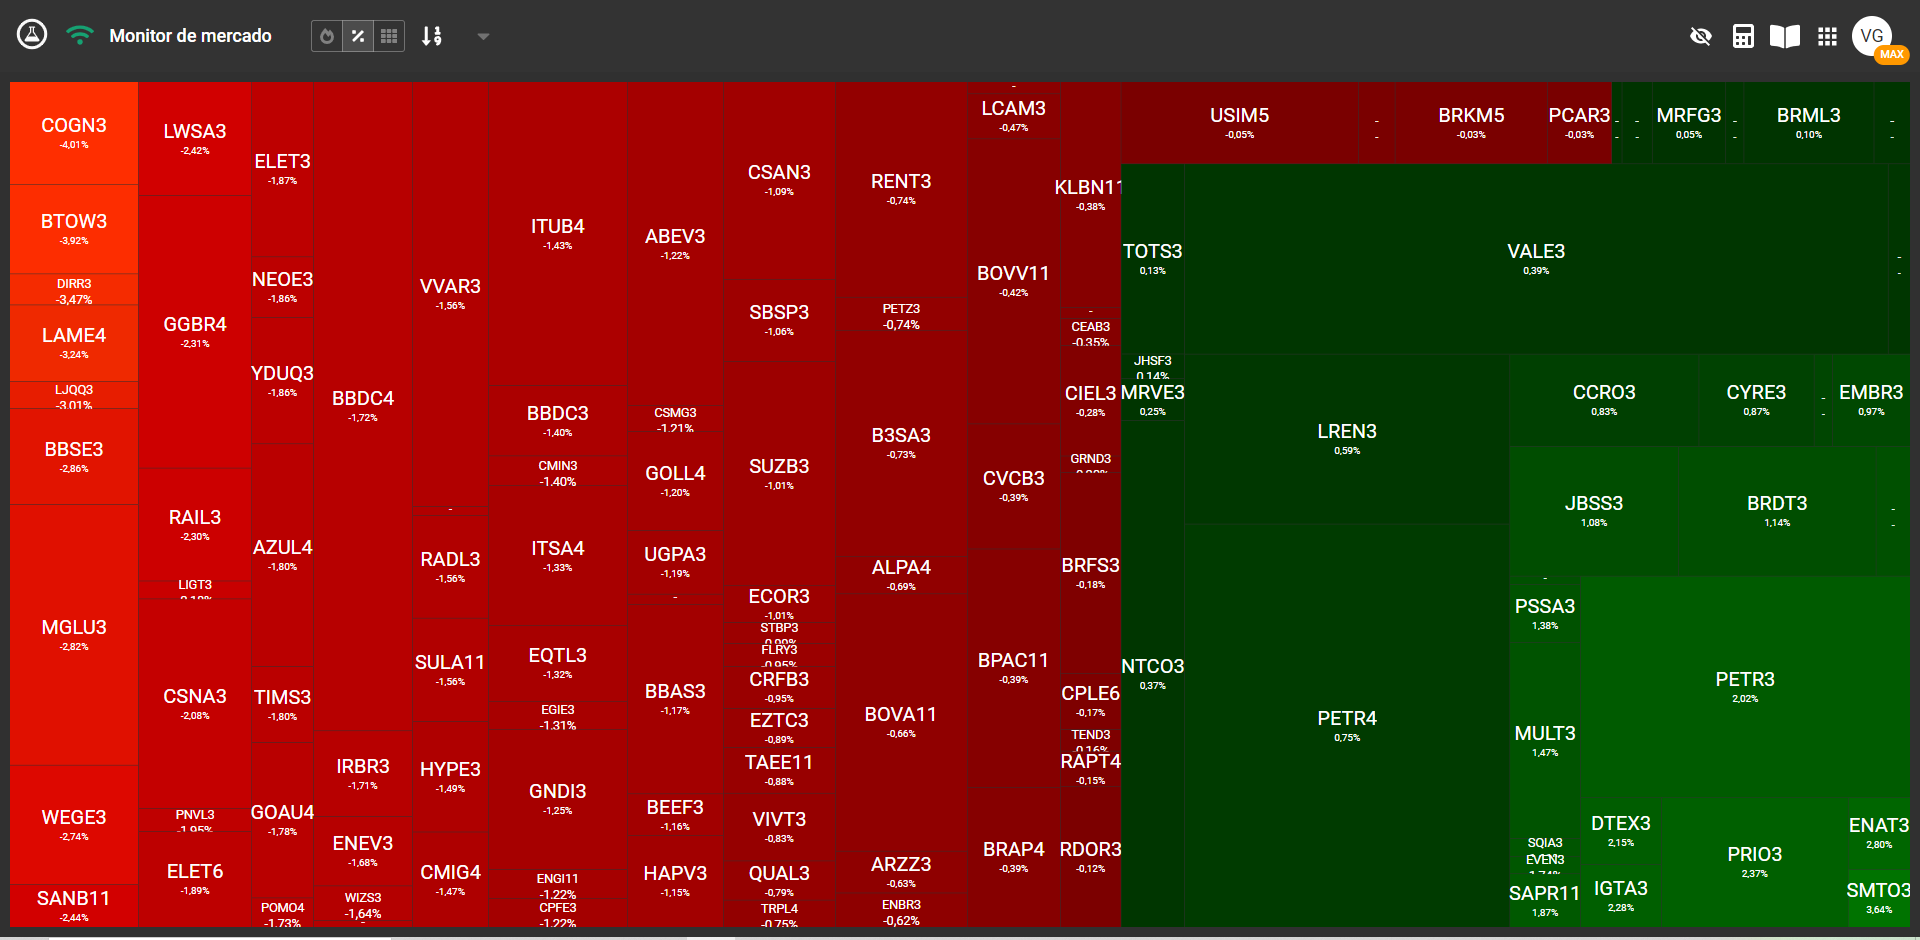 Monitor de mercado
VG
MAX
COGN3
-4,01%
BTOW3
-3,92%
DIRR3
-3,47%
LAME4
-3,24%
LJQQ3
-3,01%
BBSE3
-2,86%
MGLU3
-2,82%
WEGE3
-2,74%
SANB11
-2,44%
LWSA3
-2,42%
GGBR4
-2,31%
RAIL3
-2,30%
LIGT3
CSNA3
-2,08%
PNVL3
-1,95%
ELET6
-1,89%
ELET3
-1,87%
NEOE3
-1,86%
YDUQ3
-1,86%
AZUL4
-1,80%
TIMS3
-1,80%
GOAU4
-1,78%
POMO4
-1,73%
BBDC4
-1,72%
IRBR3
-1,71%
ENEV3
-1,68%
WIZS3
-1,64%
-
VVAR3
-1,56%
-
RADL3
-1,56%
SULA11
-1,56%
HYPE3
-1,49%
CMIG4
-1,47%
ITUB4
-1,43%
BBDC3
-1,40%
CMIN3
-1,40%
ITSA4
-1,33%
EQTL3
-1,32%
EGIE3
-1,31%
GNDI3
-1,25%
ENGI11
-1,22%
CPFE3
-1,22%
ABEV3
-1,22%
CSMG3
-1,21%
GOLL4
-1,20%
UGPA3
-1,19%
-
BBAS3
-1,17%
BEEF3
-1,16%
HAPV3
-1,15%
CSAN3
-1,09%
SBSP3
-1,06%
SUZB3
-1,01%
ECOR3
-1,01%
STBP3
FLRY3
-0,95%
CRFB3
-0,95%
EZTC3
-0,89%
TAEE11
-0,88%
VIVT3
-0,83%
QUAL3
-0,79%
TRPL4
-0,75%
RENT3
-0,74%
PETZ3
-0,74%
B3SA3
-0,73%
ALPA4
-0,69%
BOVA11
-0,66%
ARZZ3
-0,63%
ENBR3
-0,62%
-
LCAM3
-0,47%
BOVV11
-0,42%
CVCB3
-0,39%
BPAC11
-0,39%
BRAP4
-0,39%
KLBN11
-0,38%
-
CEAB3
-0,35%
CIEL3
-0,28%
GRND3
BRFS3
-0,18%
CPLE6
-0,17%
TEND3
-0,16%
RAPT4
-0,15%
RDOR3
-0,12%
USIM5
-0,05%
-
-
BRKM5
-0,03%
PCAR3
-0,03%
-
-
-
-
MRFG3
0,05%
-
-
BRML3
0,10%
-
-
TOTS3
0,13%
JHSF3
0,14%
MRVE3
0,25%
NTCO3
0,37%
VALE3
0,39%
-
-
LREN3
0,59%
PETR4
0,75%
CCRO3
0,83%
CYRE3
0,87%
-
-
EMBR3
0,97%
JBSS3
1,08%
BRDT3
1,14%
-
-
-
PSSA3
1,38%
MULT3
1,47%
SQIA3
EVEN3
1,74%
SAPR11
1,87%
PETR3
2,02%
DTEX3
2,15%
IGTA3
2,28%
PRIO3
2,37%
ENAT3
2,80%
SMTO3
3,64%